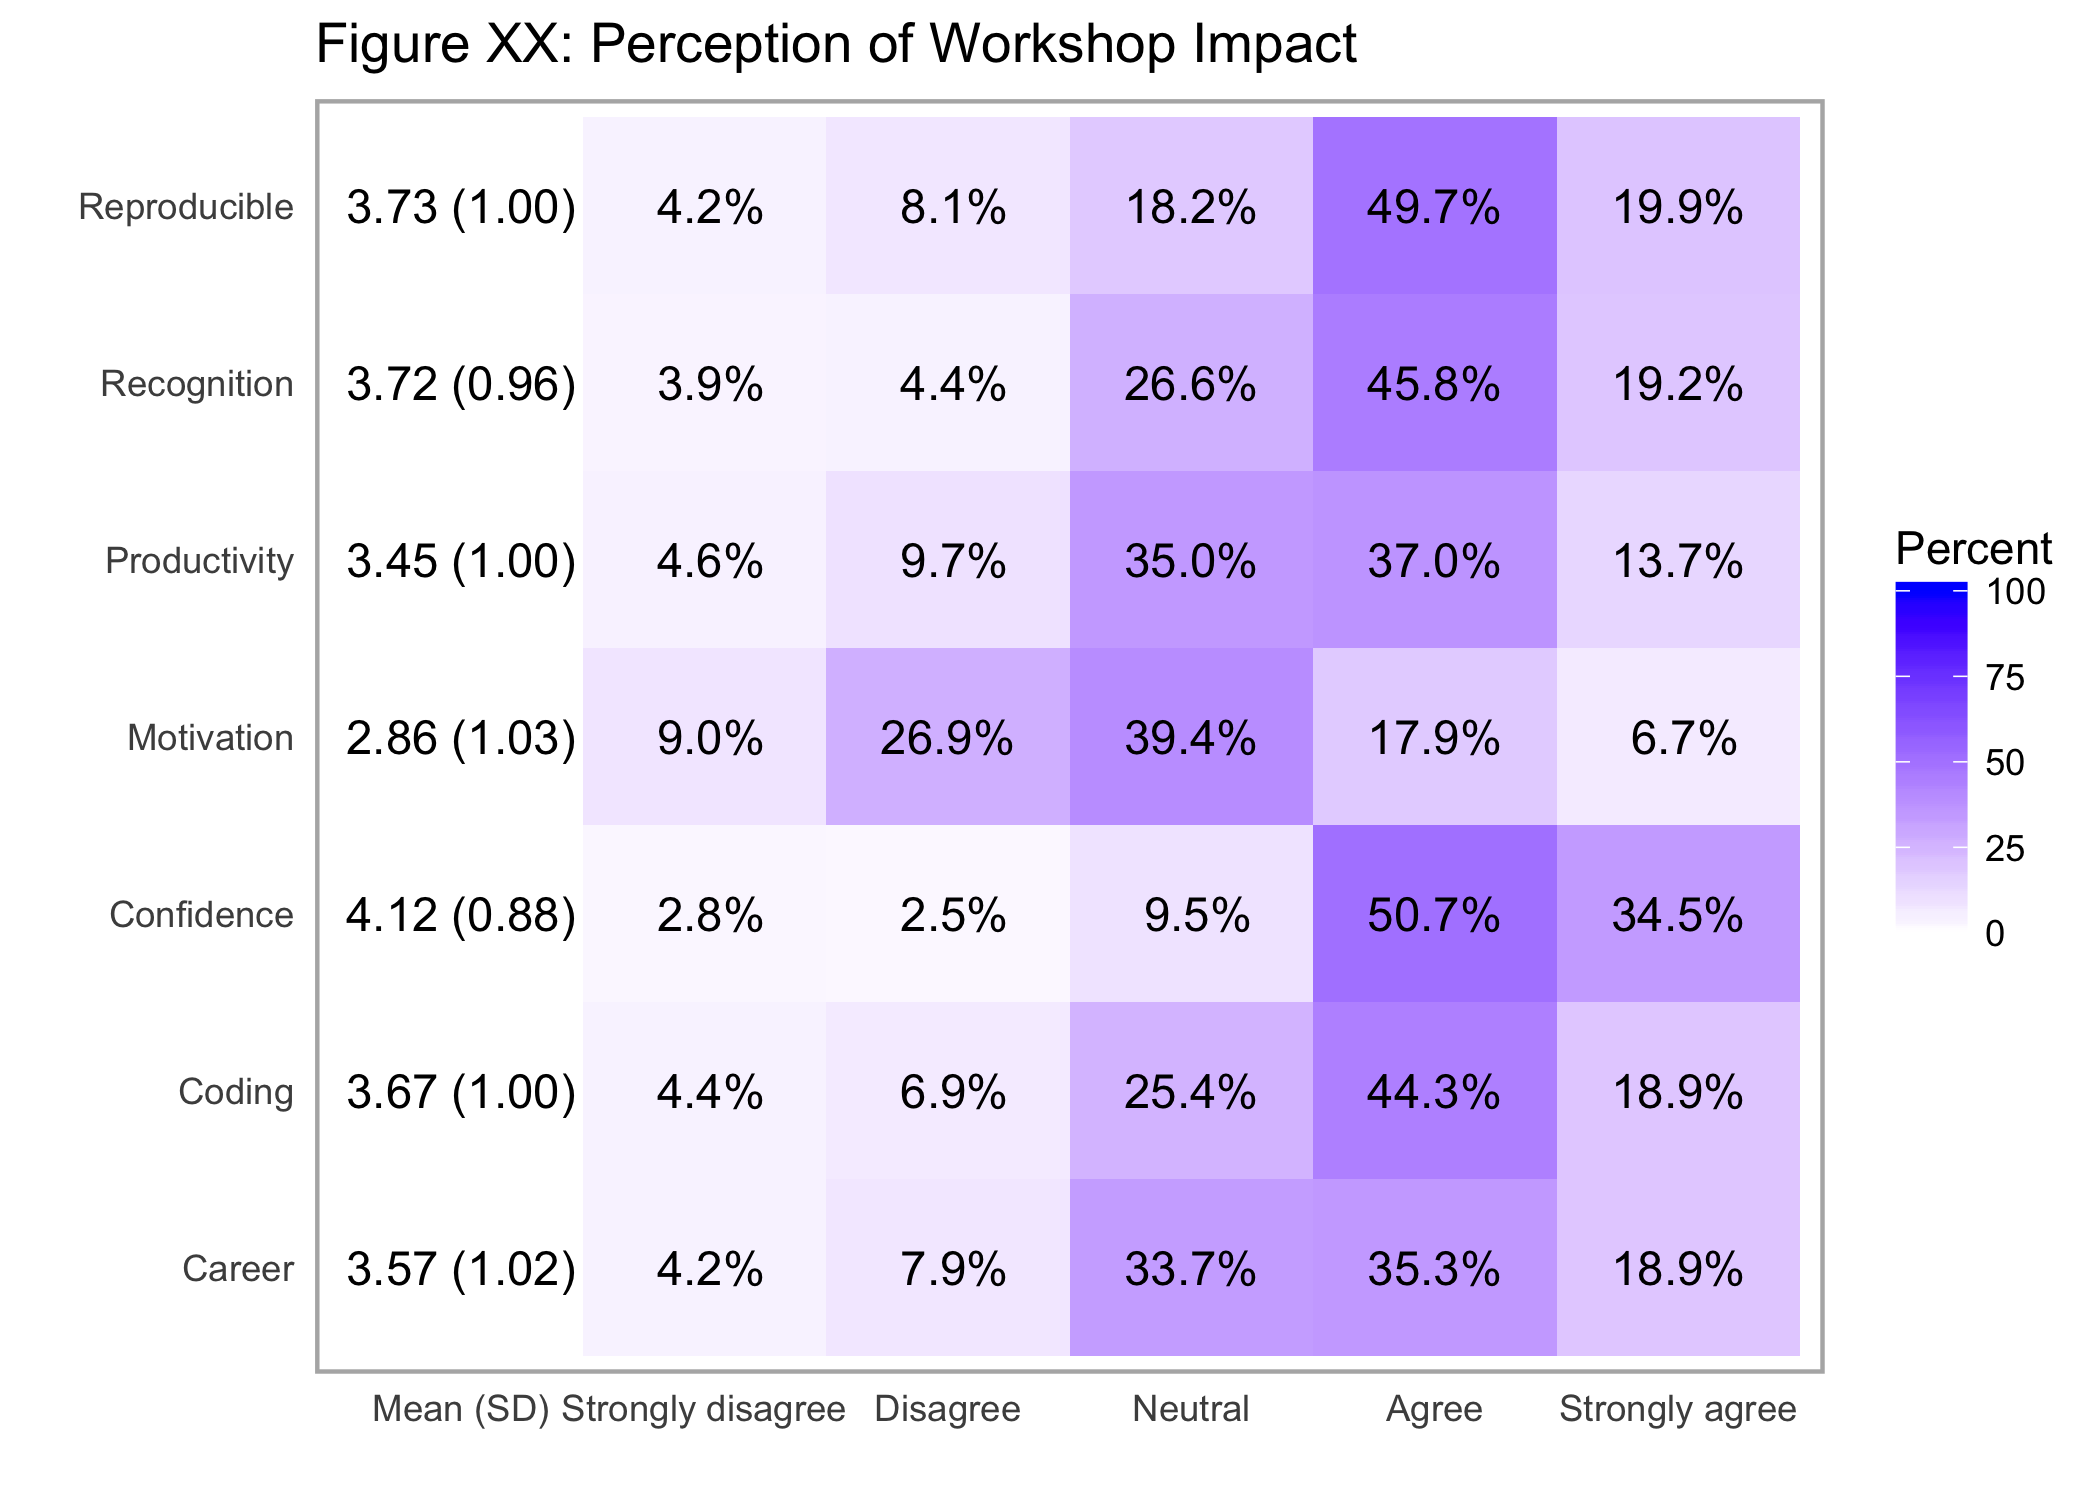 Figure XX: Perception of Workshop Impact
Reproducible 3.73 (1.00) 4.2% 8.1% 18.2% 49.7% 19.9%
Recognition 3.72 (0.96) 3.9% 4.4% 26.6% 45.8% 19.2%
Productivity 3.45 (1.00) 4.6% 9.7% 35.0% 37.0% 13.7%
Motivation 2.86 (1.03) 9.0% 26.9% 39.4% 17.9% 6.7%
Confidence 4.12 (0.88) 2.8% 2.5% 9.5% 50.7% 34.5%
Coding 3.67 (1.00) 4.4% 6.9% 25.4% 44.3% 18.9%
Career 3.57 (1.02) 4.2% 7.9% 33.7% 35.3% 18.9%
Mean (SD) Strongly disagree Disagree Neutral Agree Strongly agree
Percent
100
75
50
25
0